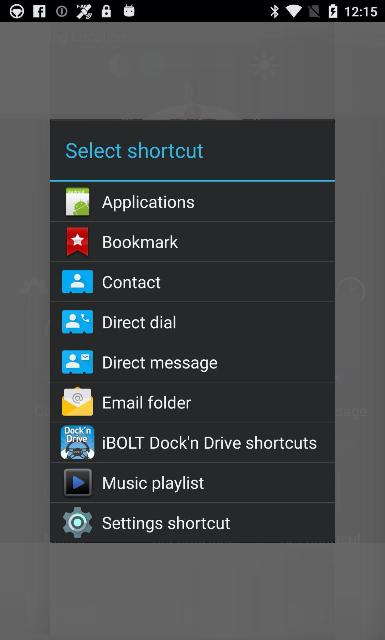 12:15
Select shortcut
Applications
Bookmark
Contact
Direct dial
Direct message
Email folder
Dock'n
Drive
iBOLT Dock'n Drive shortcuts
Music playlist
Settings shortcut